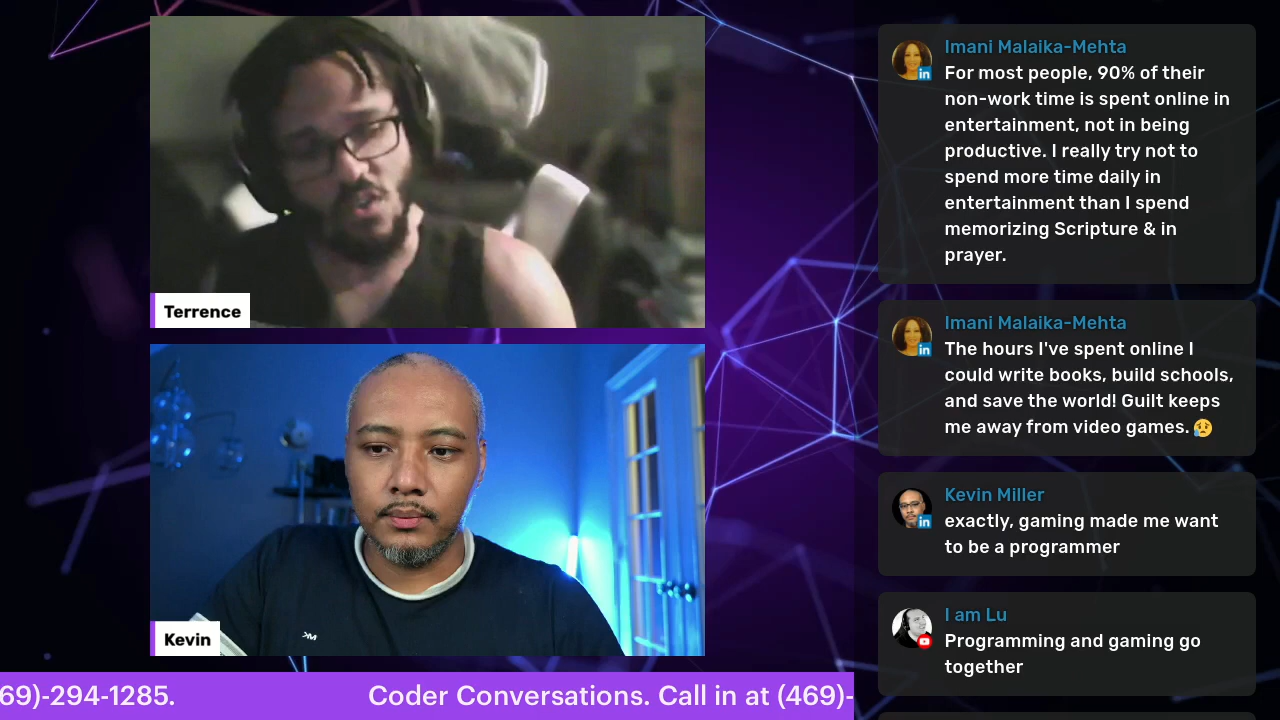 Terrence
Kevin
69)-294-1285.
Coder Conversations. Call in at (469)-
Imani Malaika-Mehta
For most people, 90% of their
non-work time is spent online in
entertainment, not in being
productive. I really try not to
spend more time daily in
entertainment than I spend
memorizing Scripture & in
prayer.
Imani Malaika-Mehta
The hours I've spent online I
could write books, build schools,
and save the world! Guilt keeps
me away from video games.😥
Kevin Miller
exactly, gaming made me want
to be a programmer
I am Lu
Programming and gaming go
together